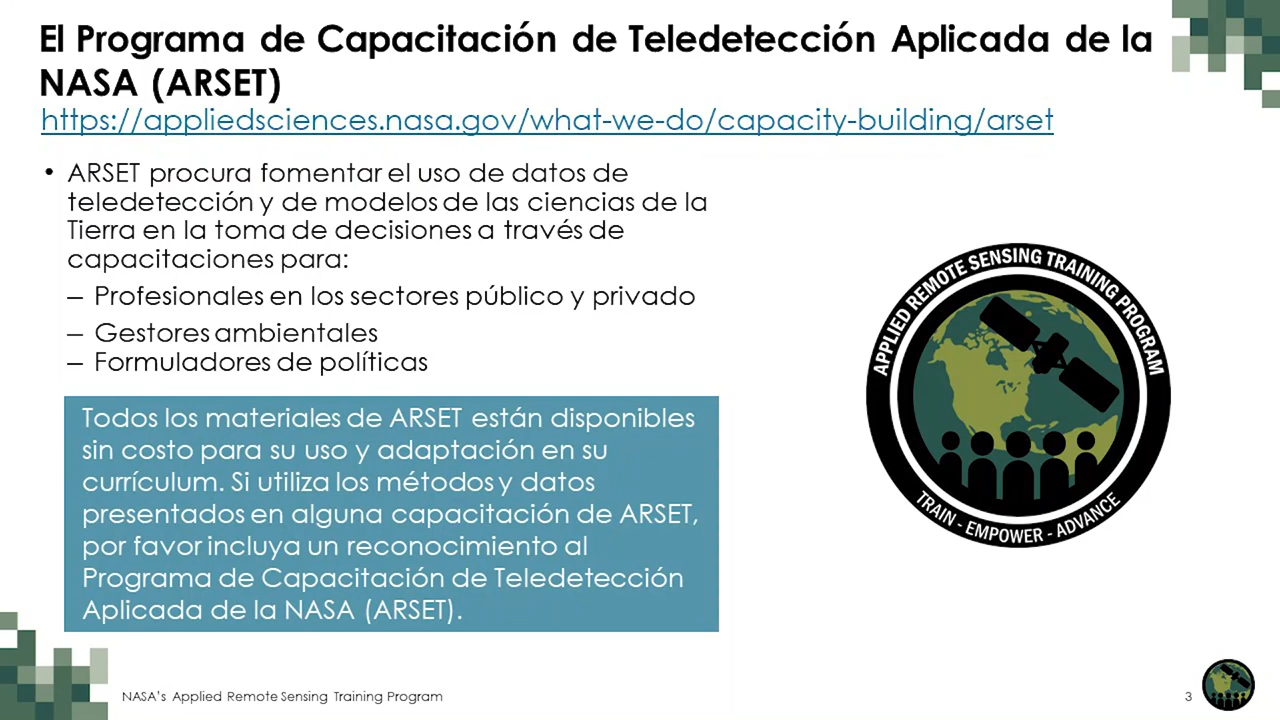 El Programa de Capacitación de Teledetección Aplicada de la
NASA (ARSET)
https://appliedsciences.nasa.gov/what-we-do/capacity-building/arset
• ARSET procura fomentar el uso de datos de
teledetección y de modelos de las ciencias de la
Tierra en la toma de decisiones a través de
capacitaciones para:
– Profesionales en los sectores público y privado
– Gestores ambientales
– Formuladores de políticas
Todos los materiales de ARSET están disponibles
sin costo para su uso y adaptación en su
currículum. Si utiliza los métodos y datos
presentados en alguna capacitación de ARSET,
por favor incluya un reconocimiento al
Programa de Capacitación de Teledetección
Aplicada de la NASA (ARSET).
APPLIED REMOTE SENSING TRAINING PROGRAM
TRAIN - EMPOWER - ADVANCE
NASA's Applied Remote Sensing Training Program
3